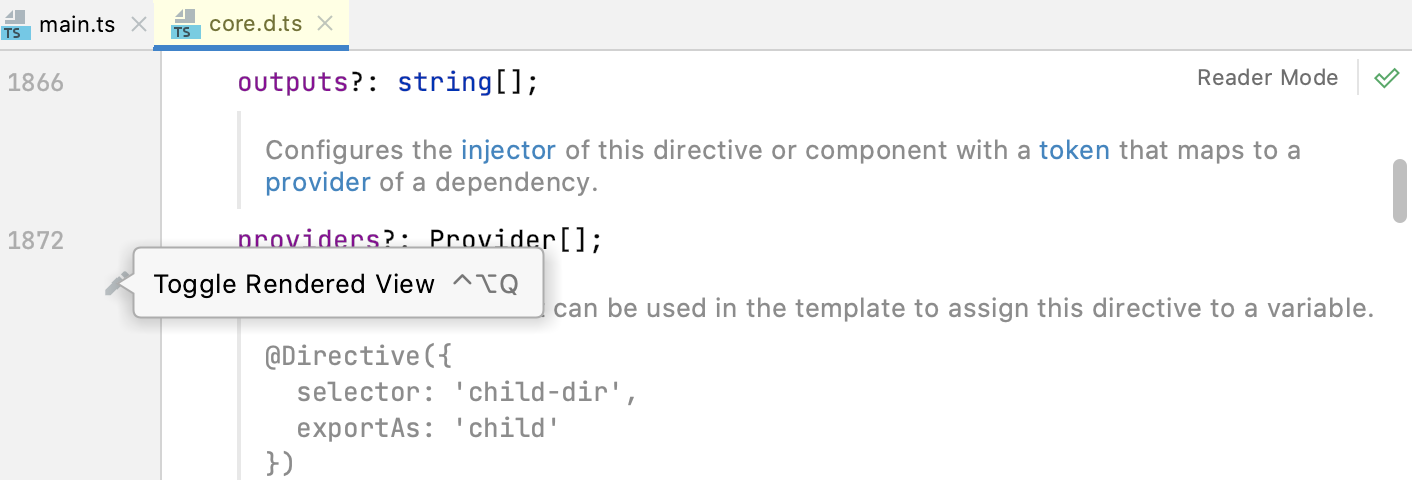 TS main.ts × TS core.d.ts ×
1866 outputs?: string[]; Reader Mode
Configures the injector of this directive or component with a token that maps to a
provider of a dependency.
1872 providers?: Provider[];
Toggle Rendered View ⌃⌥Q
can be used in the template to assign this directive to a variable.
@Directive({
selector: 'child-dir',
exportAs: 'child'
})